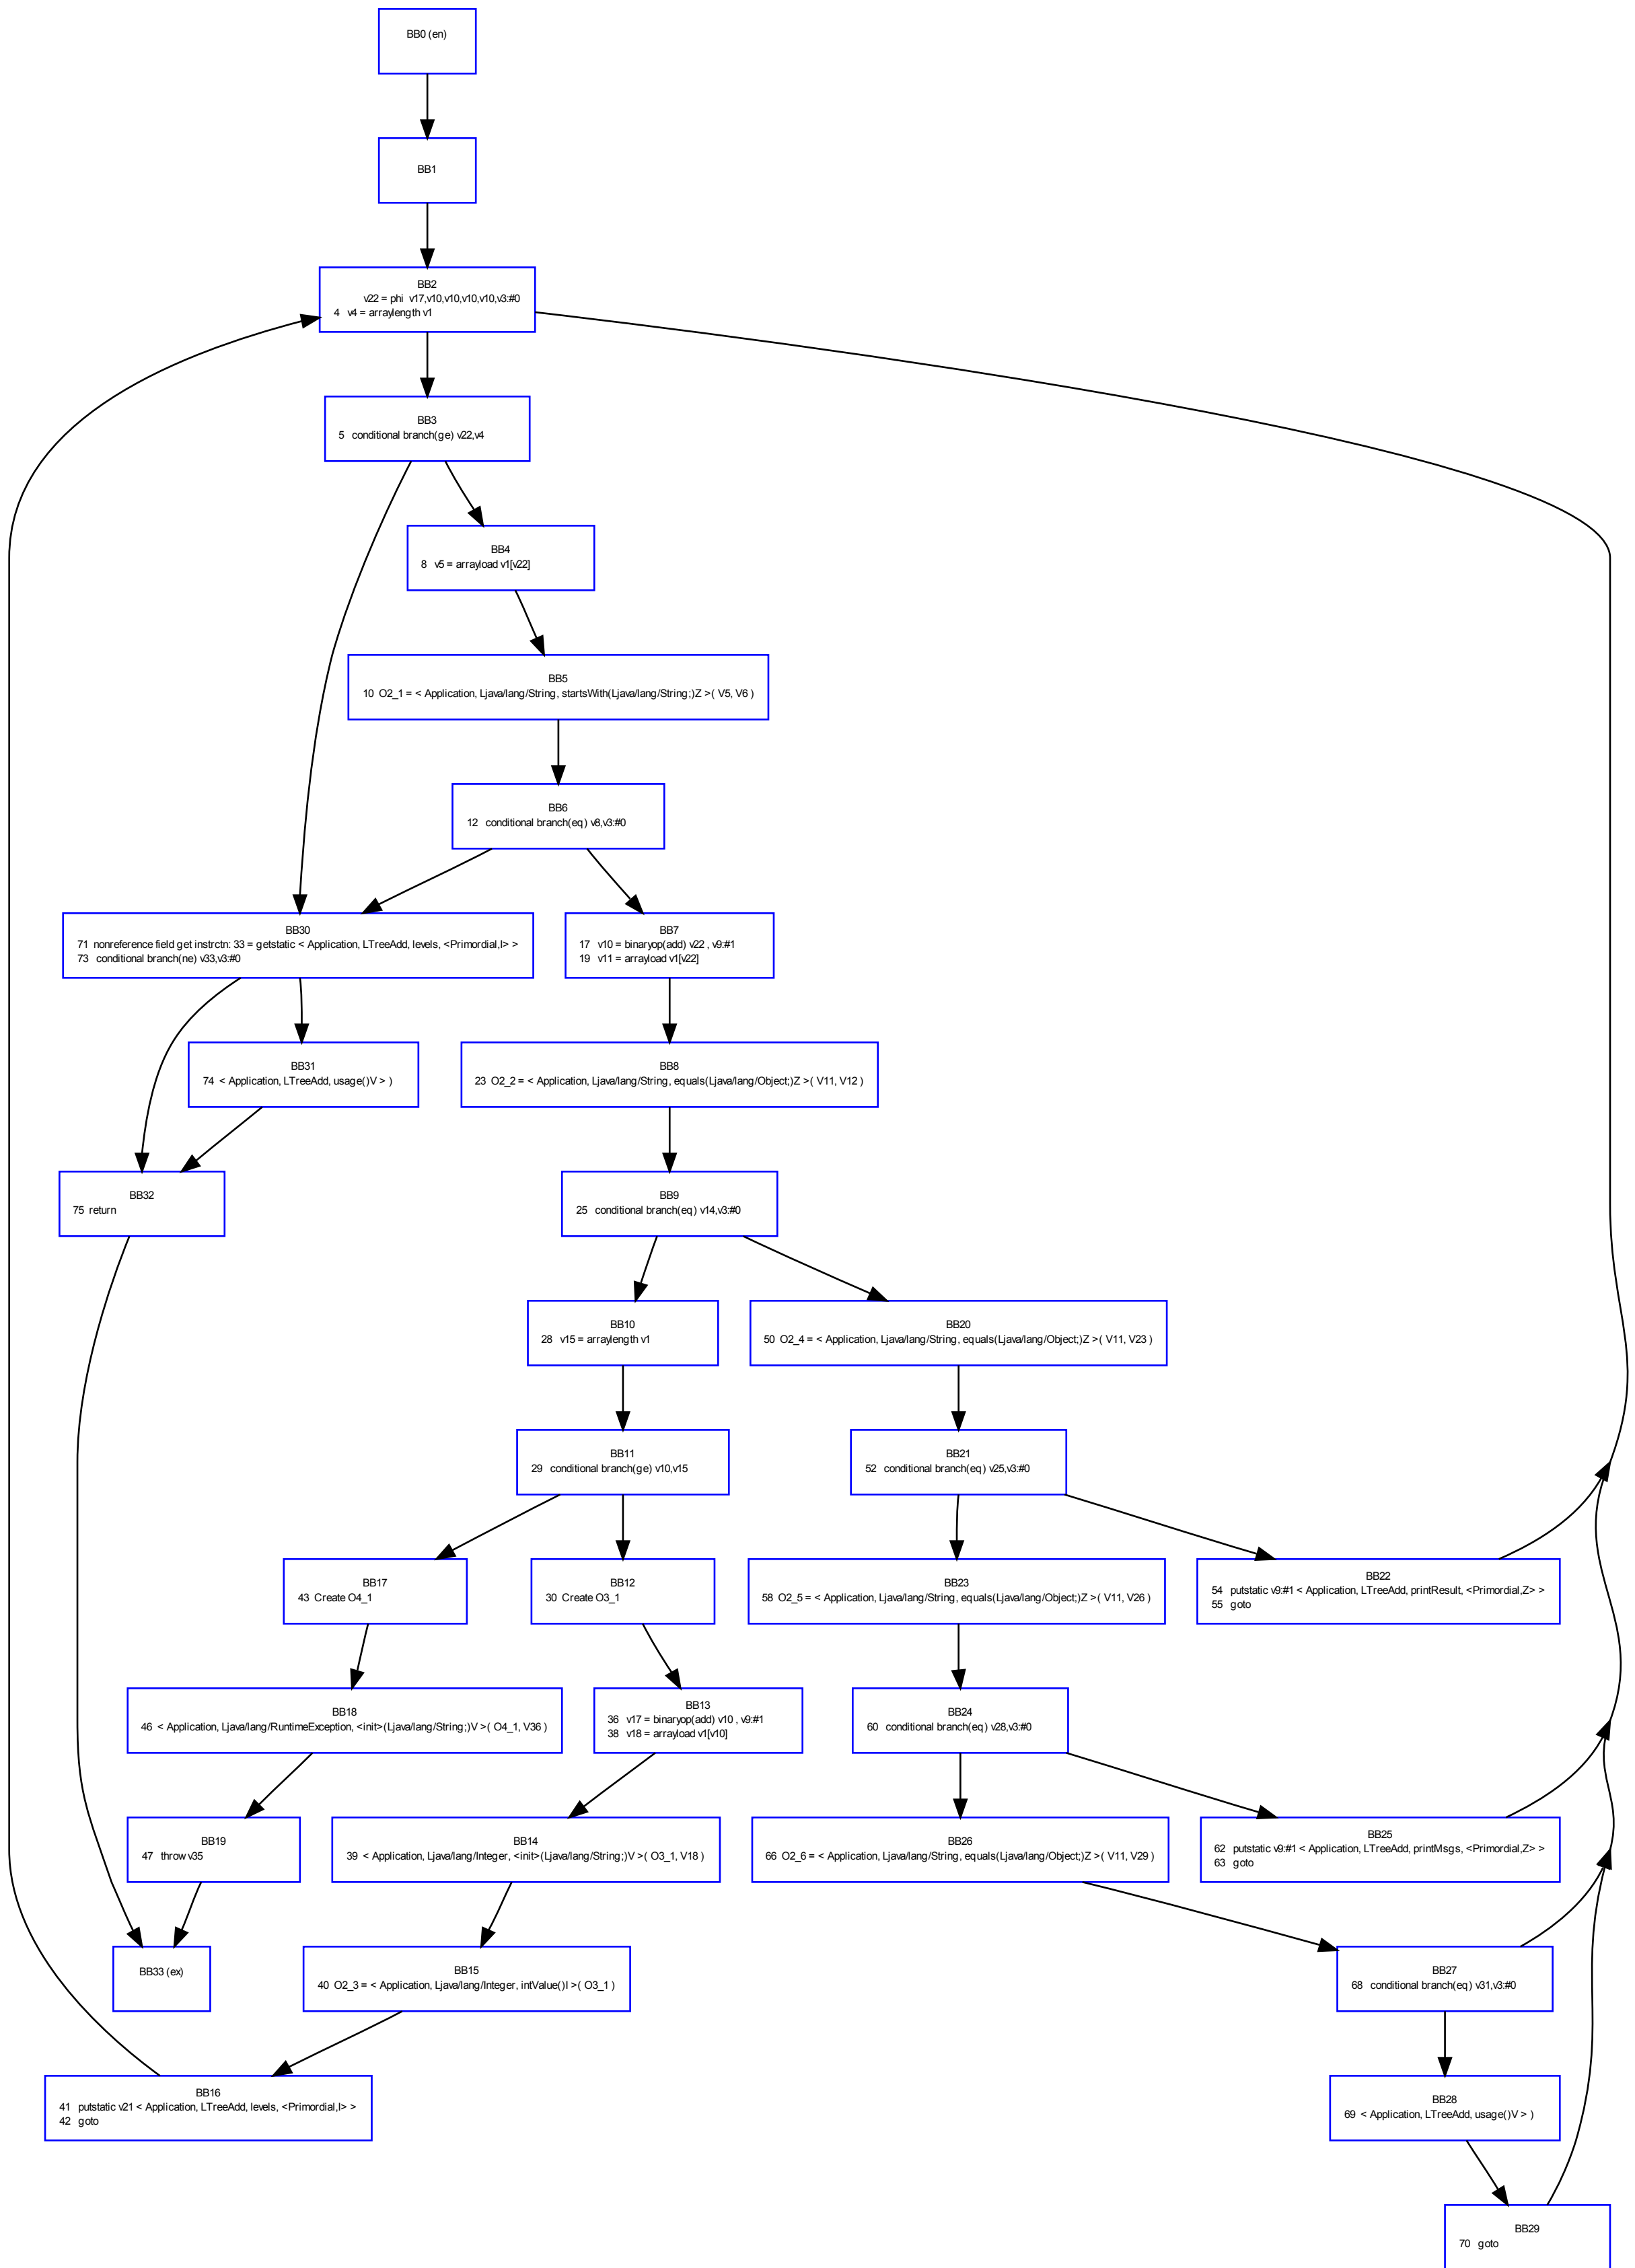 BB0 (en)
BB1
BB2
v22 = phi v17,v10,v10,v10,v10,v3:#0
4 v4 = arraylength v1
BB3
5 conditional branch(ge) v22,v4
BB4
8 v5 = arrayload v1[v22]
BB5
10 O2_1 = < Application, Ljava/lang/String, startsWith(Ljava/lang/String;)Z >( V5, V6 )
BB6
12 conditional branch(eq) v8,v3:#0
BB30
71 nonreference field get instrctn: 33 = getstatic < Application, LTreeAdd, levels, <Primordial,I> >
73 conditional branch(ne) v33,v3:#0
BB7
17 v10 = binaryop(add) v22 , v9:#1
19 v11 = arrayload v1[v22]
BB31
74 < Application, LTreeAdd, usage()V > )
BB8
23 O2_2 = < Application, Ljava/lang/String, equals(Ljava/lang/Object;)Z >( V11, V12 )
BB32
75 return
BB9
25 conditional branch(eq) v14,v3:#0
BB10
28 v15 = arraylength v1
BB20
50 O2_4 = < Application, Ljava/lang/String, equals(Ljava/lang/Object;)Z >( V11, V23 )
BB11
29 conditional branch(ge) v10,v15
BB21
52 conditional branch(eq) v25,v3:#0
BB17
43 Create O4_1
BB12
30 Create O3_1
BB23
58 O2_5 = < Application, Ljava/lang/String, equals(Ljava/lang/Object;)Z >( V11, V26 )
BB22
54 putstatic v9:#1 < Application, LTreeAdd, printResult, <Primordial,Z> >
55 goto
BB18
46 < Application, Ljava/lang/RuntimeException, <init>(Ljava/lang/String;)V >( O4_1, V36 )
BB13
36 v17 = binaryop(add) v10 , v9:#1
38 v18 = arrayload v1[v10]
BB24
60 conditional branch(eq) v28,v3:#0
BB19
47 throw v35
BB14
39 < Application, Ljava/lang/Integer, <init>(Ljava/lang/String;)V >( O3_1, V18 )
BB26
66 O2_6 = < Application, Ljava/lang/String, equals(Ljava/lang/Object;)Z >( V11, V29 )
BB25
62 putstatic v9:#1 < Application, LTreeAdd, printMsgs, <Primordial,Z> >
63 goto
BB33 (ex)
BB15
40 O2_3 = < Application, Ljava/lang/Integer, intValue()I >( O3_1 )
BB27
68 conditional branch(eq) v31,v3:#0
BB16
41 putstatic v21 < Application, LTreeAdd, levels, <Primordial,I> >
42 goto
BB28
69 < Application, LTreeAdd, usage()V > )
BB29
70 goto